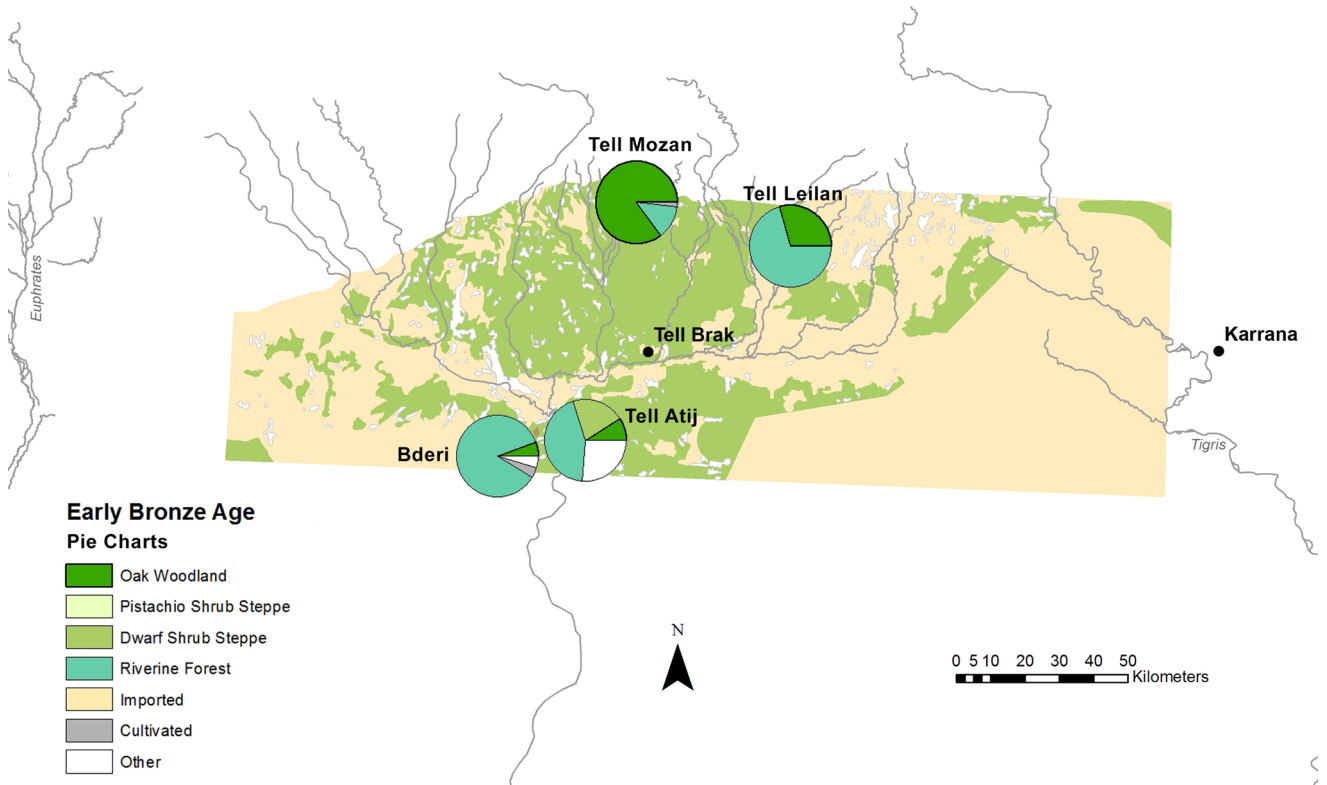 Tell Mozan
Tell Leilan
Euphrates
Tell Brak
Karrana
Tell Atij
Bderi
Tigris
Early Bronze Age
Pie Charts
Oak Woodland
Pistachio Shrub Steppe
Dwarf Shrub Steppe
Riverine Forest
Imported
Cultivated
Other
N
0 5 10 20 30 40 50
Kilometers